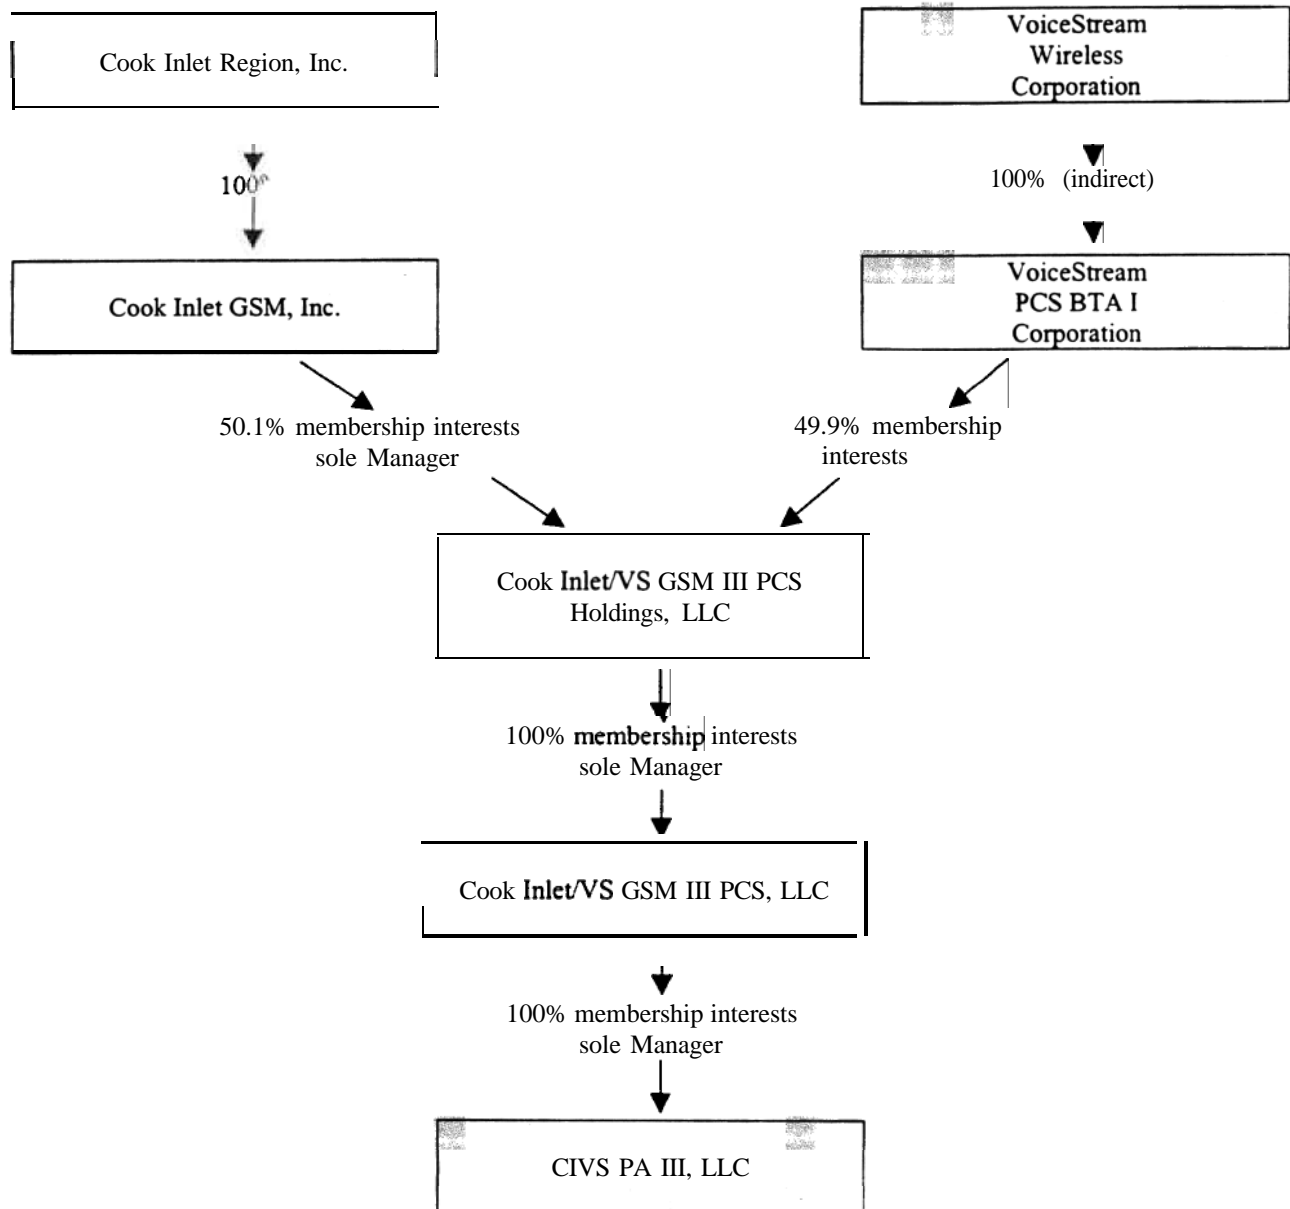 Cook Inlet Region, Inc.
VoiceStream
Wireless
Corporation
100%
100% (indirect)
Cook Inlet GSM, Inc.
VoiceStream
PCS BTA I
Corporation
50.1% membership interests
sole Manager
49.9% membership
interests
Cook Inlet/VS GSM III PCS
Holdings, LLC
100% membership interests
sole Manager
Cook Inlet/VS GSM III PCS, LLC
100% membership interests
sole Manager
CIVS PA III, LLC